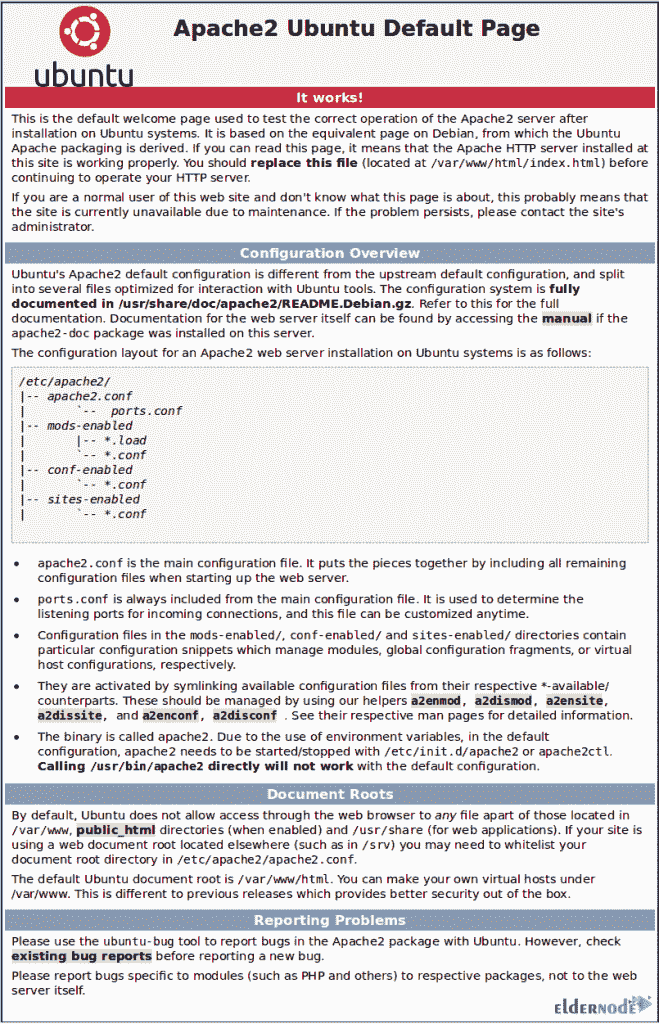 Apache2 Ubuntu Default Page
ubuntu
It works!
This is the default welcome page used to test the correct operation of the Apache2 server after
installation on Ubuntu systems. It is based on the equivalent page on Debian, from which the Ubuntu
Apache packaging is derived. If you can read this page, it means that the Apache HTTP server installed at
this site is working properly. You should replace this file (located at /var/www/html/index.html) before
continuing to operate your HTTP server.
If you are a normal user of this web site and don't know what this page is about, this probably means that
the site is currently unavailable due to maintenance. If the problem persists, please contact the site's
administrator.
Configuration Overview
Ubuntu's Apache2 default configuration is different from the upstream default configuration, and split
into several files optimized for interaction with Ubuntu tools. The configuration system is fully
documented in /usr/share/doc/apache2/README.Debian.gz. Refer to this for the full
documentation. Documentation for the web server itself can be found by accessing the manual if the
apache2-doc package was installed on this server.
The configuration layout for an Apache2 web server installation on Ubuntu systems is as follows:
/etc/apache2/
|-- apache2.conf
|       `--  ports.conf
|-- mods-enabled
|       |-- *.load
|       `-- *.conf
|-- conf-enabled
|       `-- *.conf
|-- sites-enabled
|       `-- *.conf
• apache2.conf is the main configuration file. It puts the pieces together by including all remaining
configuration files when starting up the web server.
• ports.conf is always included from the main configuration file. It is used to determine the
listening ports for incoming connections, and this file can be customized anytime.
• Configuration files in the mods-enabled/, conf-enabled/ and sites-enabled/ directories contain
particular configuration snippets which manage modules, global configuration fragments, or virtual
host configurations, respectively.
• They are activated by symlinking available configuration files from their respective *-available/
counterparts. These should be managed by using our helpers a2enmod, a2dismod, a2ensite,
a2dissite, and a2enconf, a2disconf . See their respective man pages for detailed information.
• The binary is called apache2. Due to the use of environment variables, in the default
configuration, apache2 needs to be started/stopped with /etc/init.d/apache2 or apache2ctl.
Calling /usr/bin/apache2 directly will not work with the default configuration.
Document Roots
By default, Ubuntu does not allow access through the web browser to any file apart of those located in
/var/www, public_html directories (when enabled) and /usr/share (for web applications). If your site is
using a web document root located elsewhere (such as in /srv) you may need to whitelist your
document root directory in /etc/apache2/apache2.conf.
The default Ubuntu document root is /var/www/html. You can make your own virtual hosts under
/var/www. This is different to previous releases which provides better security out of the box.
Reporting Problems
Please use the ubuntu-bug tool to report bugs in the Apache2 package with Ubuntu. However, check
existing bug reports before reporting a new bug.
Please report bugs specific to modules (such as PHP and others) to respective packages, not to the web
server itself.
ELDERNODE